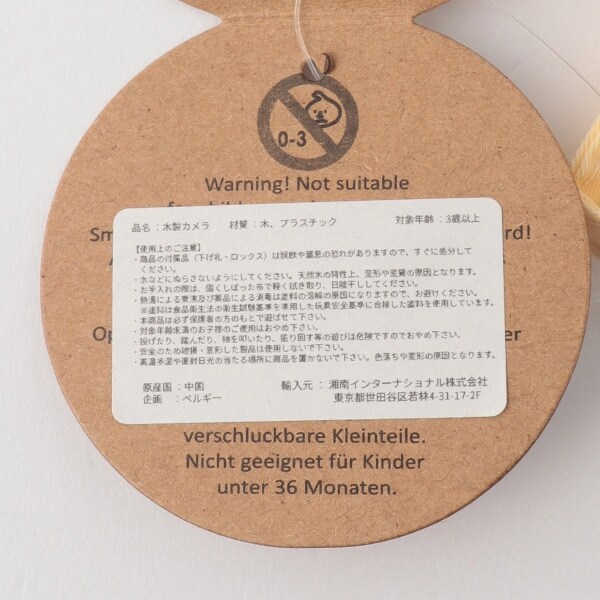 0-3
Warning! Not suitable
Sm
rd!
品名：木製カメラ 材質：木、プラスチック 対象年齢：3歳以上
【使用上のご注意】
・商品の付属品（下げ札・ロックス）は誤飲や窒息の恐れがありますので、すぐに処分して
ください。
・水などにぬらさないようにしてください。天然木の特性上、変形や変質の原因となります。
・お手入れの際は、固くしぼった布で軽く拭き取り、日陰干ししてください。
・熱湯による煮沸及び薬品による消毒は塗料の溶解の原因になりますので、お避けください。
※塗料は食品衛生法の衛生試験基準を準用した玩具安全基準に合格した塗料を使用しています。
・本商品は必ず保護者の方のもとで遊ばせて下さい。
・対象年齢未満のお子様のご使用はおやめ下さい。
・投げたり、踏んだり、物を叩いたり、振り回す等の遊びは危険ですのでおやめ下さい。
・安全のため破損・変形した製品は使用しないで下さい。
・高温多湿や直射日光の当たる場所に商品を置かないで下さい。色落ちや変形の原因となります。
Op
原産国：中国 輸入元：湘南インターナショナル株式会社
企画：ベルギー 東京都世田谷区若林4-31-17-2F
verschluckbare Kleinteile.
Nicht geeignet für Kinder
unter 36 Monaten.